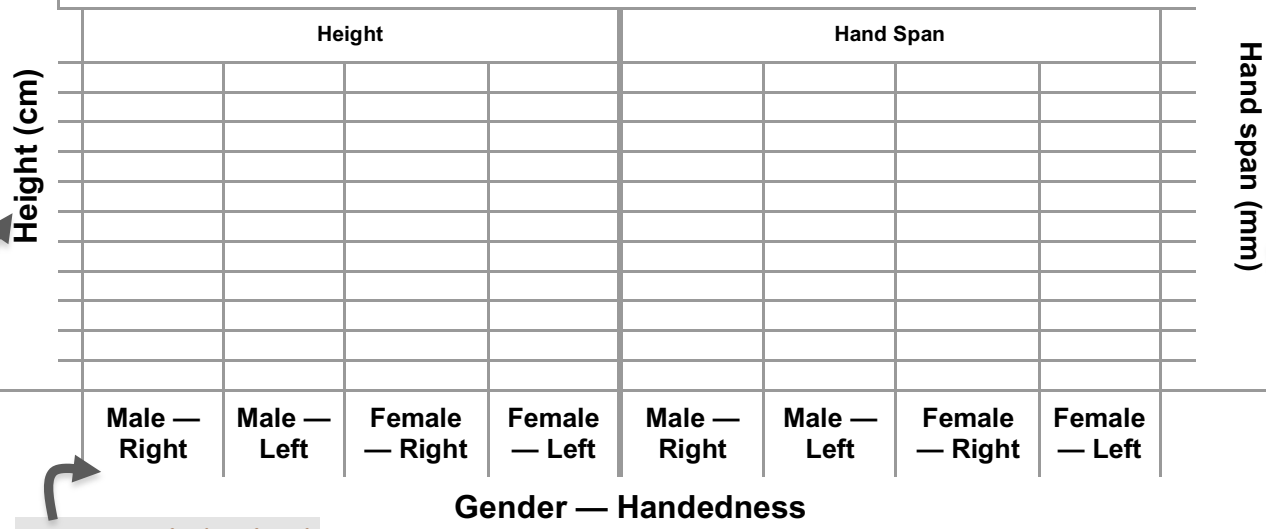 Height
Hand Span
Height (cm)
Hand span (mm)
Male —
Right
Male —
Left
Female
— Right
Female
— Left
Male —
Right
Male —
Left
Female
— Right
Female
— Left
Gender — Handedness